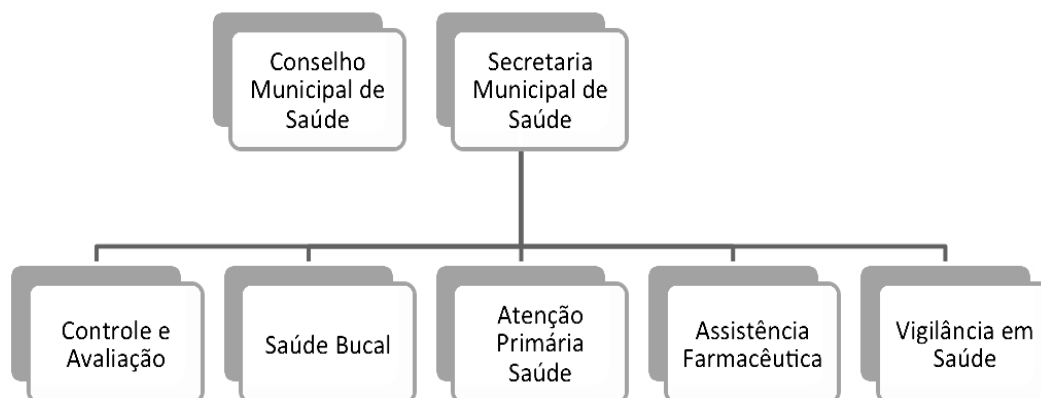 Conselho
Municipal de
Saúde
Secretaria
Municipal de
Saúde
Controle e
Avaliação
Saúde Bucal
Atenção
Primária
Saúde
Assistência
Farmacêutica
Vigilância em
Saúde